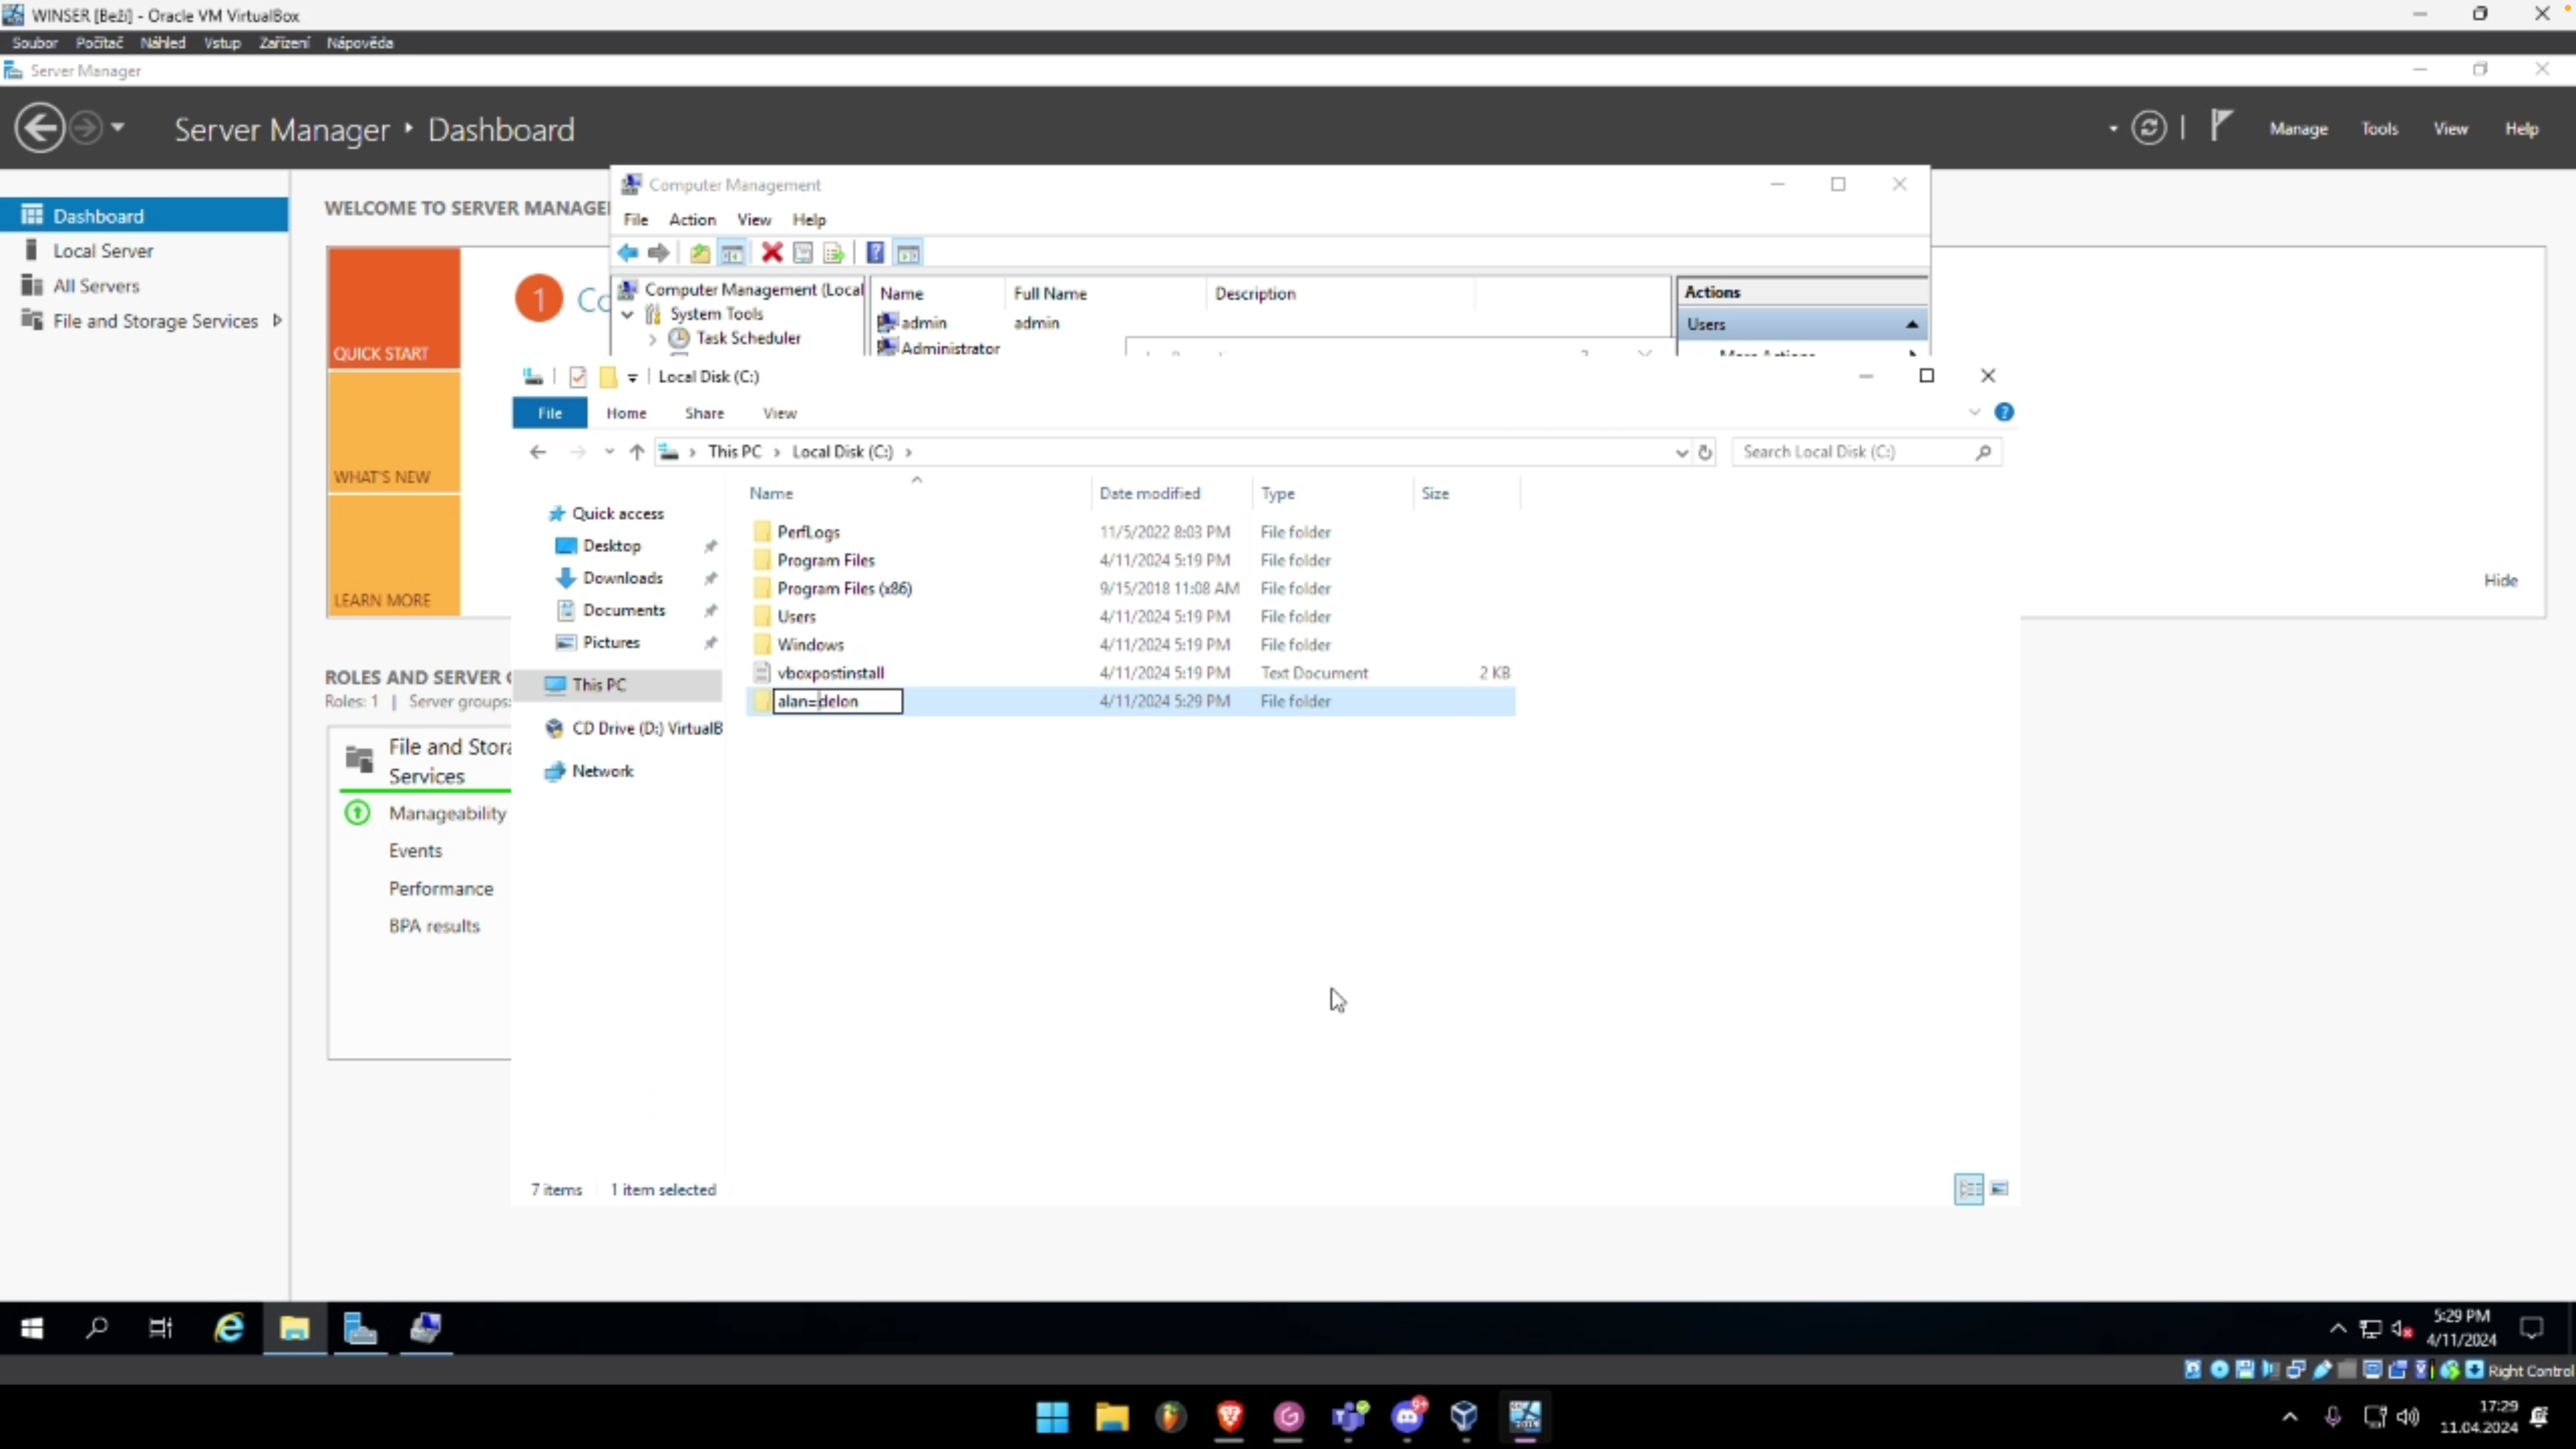 WINSER [Beží] - Oracle VM VirtualBox
Soubor Počítač Náhled Vstup Zařízení Nápověda
Server Manager
Server Manager Dashboard
Manage Tools View Help
Dashboard
Local Server
All Servers
File and Storage Services
WELCOME TO SERVER MANAGE
QUICK START
WHAT'S NEW
LEARN MORE
1 Co
Hide
ROLES AND SERVER
Roles: 1 | Server groups:
File and Stora
Services
Manageability
Events
Performance
BPA results
Computer Management
File Action View Help
Computer Management (Local
System Tools
Task Scheduler
Name Full Name Description
admin admin
Administrator
Actions
Users
Local Disk (C:)
File Home Share View
This PC > Local Disk (C:) >
Search Local Disk (C:)
Quick access
Desktop
Downloads
Documents
Pictures
This PC
CD Drive (D:) VirtualB
Network
Name Date modified Type Size
PerfLogs 11/5/2022 8:03 PM File folder
Program Files 4/11/2024 5:19 PM File folder
Program Files (x86) 9/15/2018 11:08 AM File folder
Users 4/11/2024 5:19 PM File folder
Windows 4/11/2024 5:19 PM File folder
vboxpostinstall 4/11/2024 5:19 PM Text Document 2 KB
alan=delon 4/11/2024 5:29 PM File folder
7 items 1 item selected
5:29 PM
4/11/2024
Right Control
9+
17:29
11.04.2024